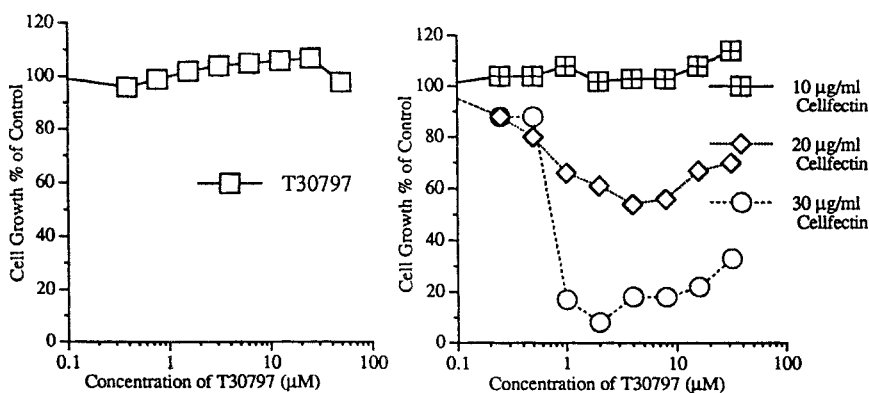 120
100
80
60
40
20
0
Cell Growth % of Control
T30797
0.1
1
10
100
Concentration of T30797 (µM)
120
100
80
60
40
20
0
Cell Growth % of Control
0.1
1
10
100
Concentration of T30797 (µM)
10 µg/ml
Cellfectin
20 µg/ml
Cellfectin
30 µg/ml
Cellfectin